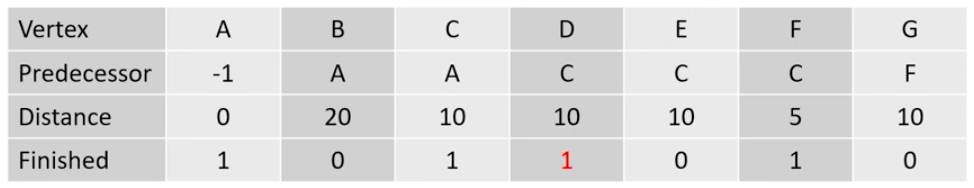 Vertex A B C D E F G
Predecessor -1 A A C C C F
Distance 0 20 10 10 10 5 10
Finished 1 0 1 1 0 1 0